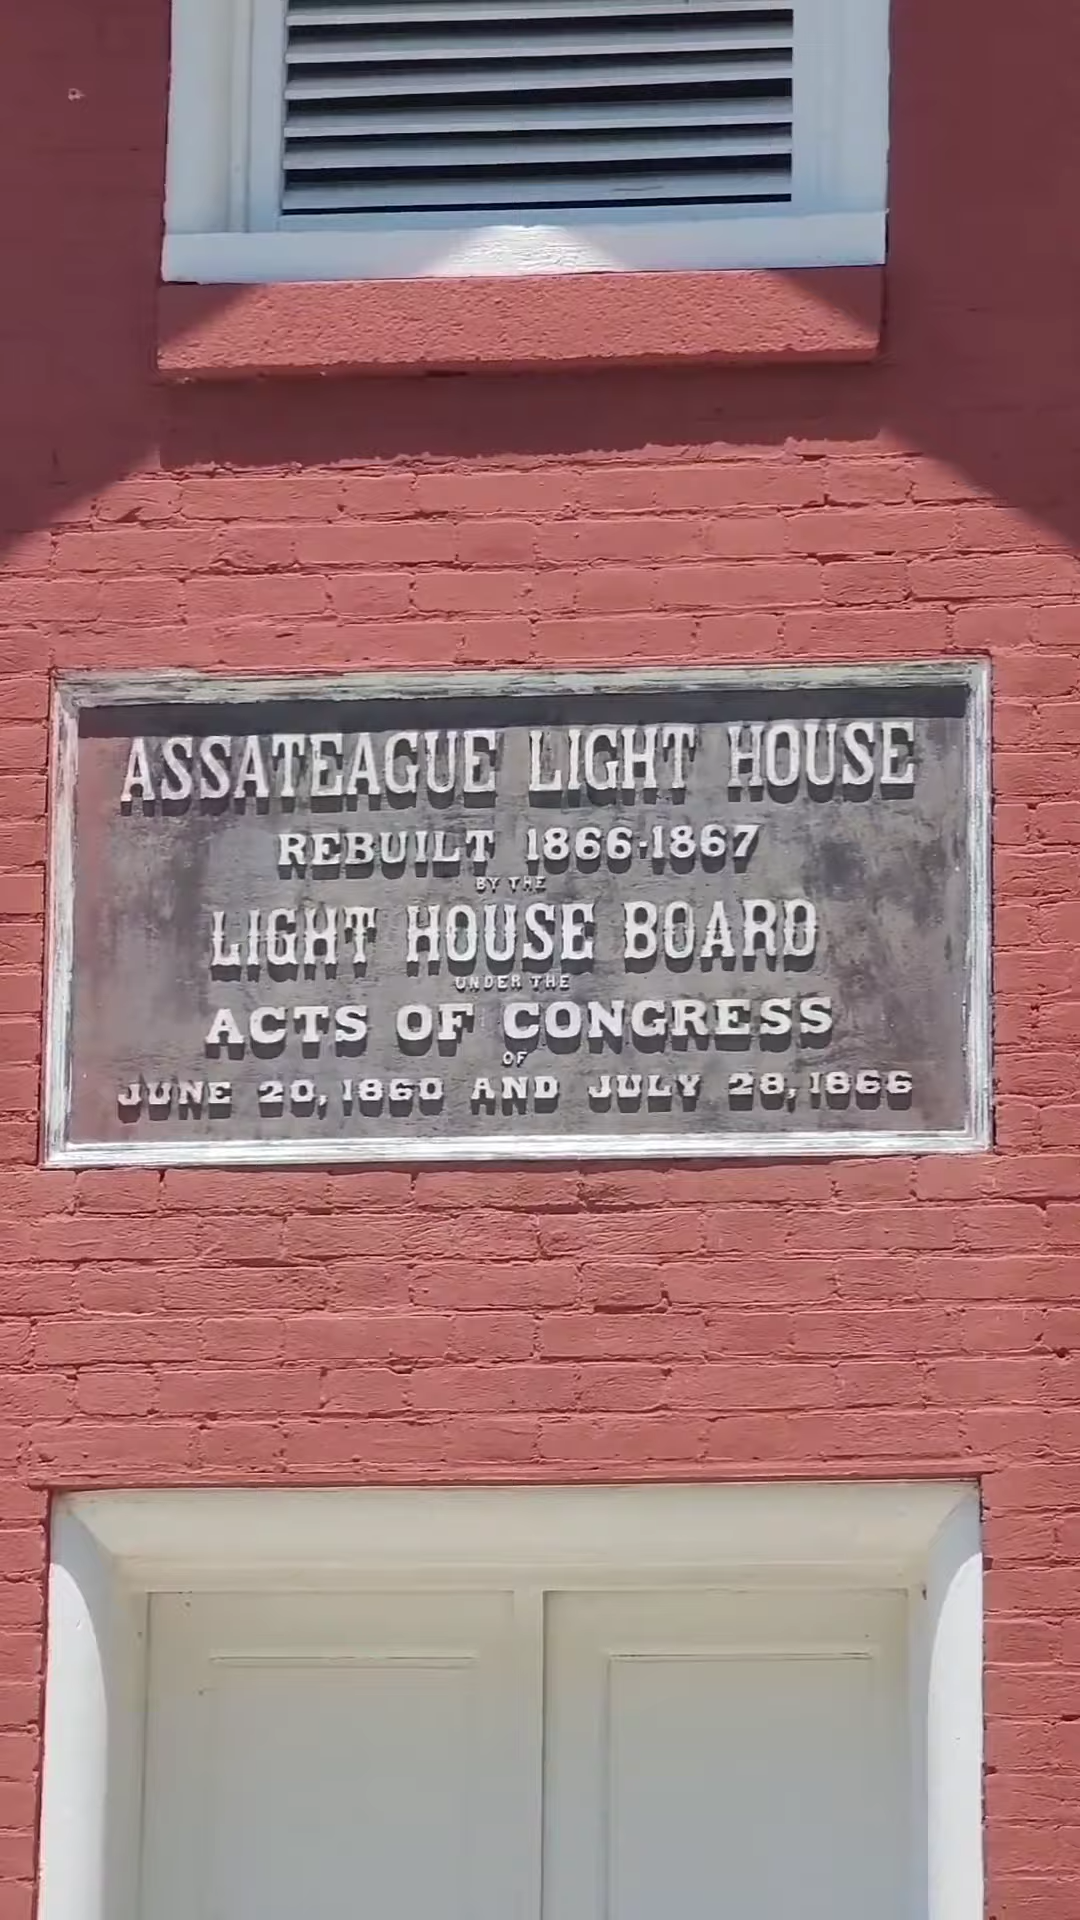 ASSATEAGUE LIGHT HOUSE
REBUILT 1866-1867
BY THE
LIGHT HOUSE BOARD
UNDER THE
ACTS OF CONGRESS
OF
JUNE 20, 1860 AND JULY 28, 1866